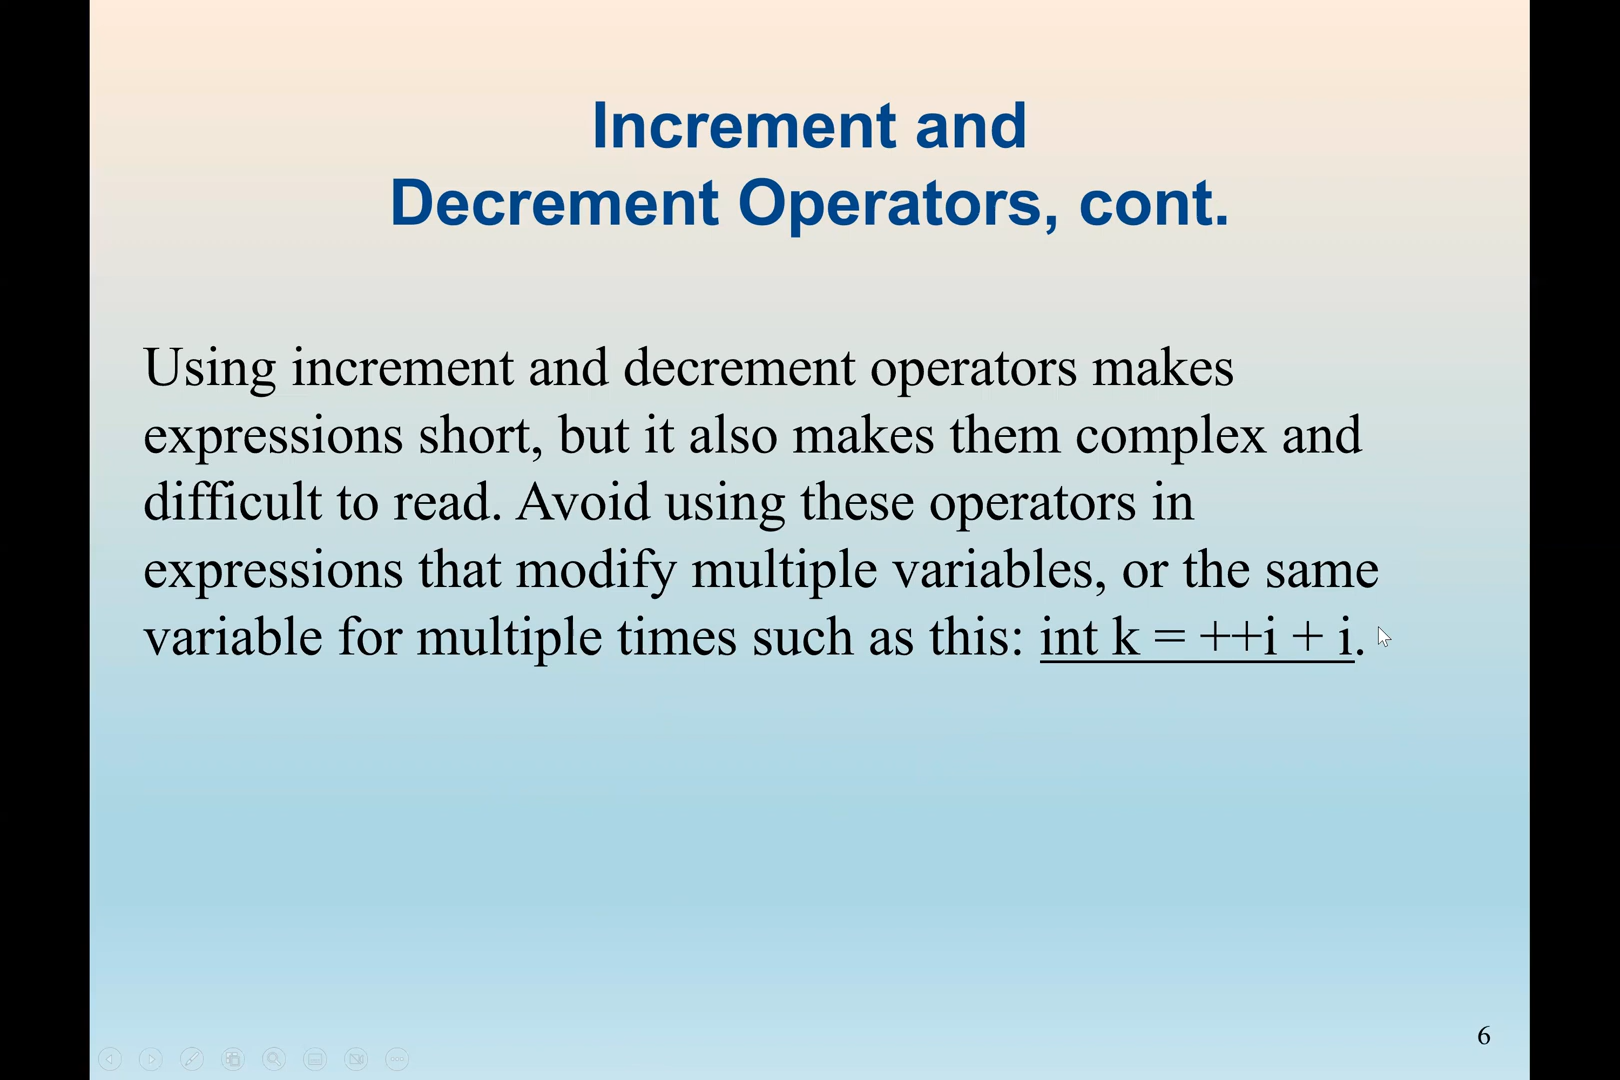 Increment and
Decrement Operators, cont.
Using increment and decrement operators makes
expressions short, but it also makes them complex and
difficult to read. Avoid using these operators in
expressions that modify multiple variables, or the same
variable for multiple times such as this: int k = ++i + i.
6